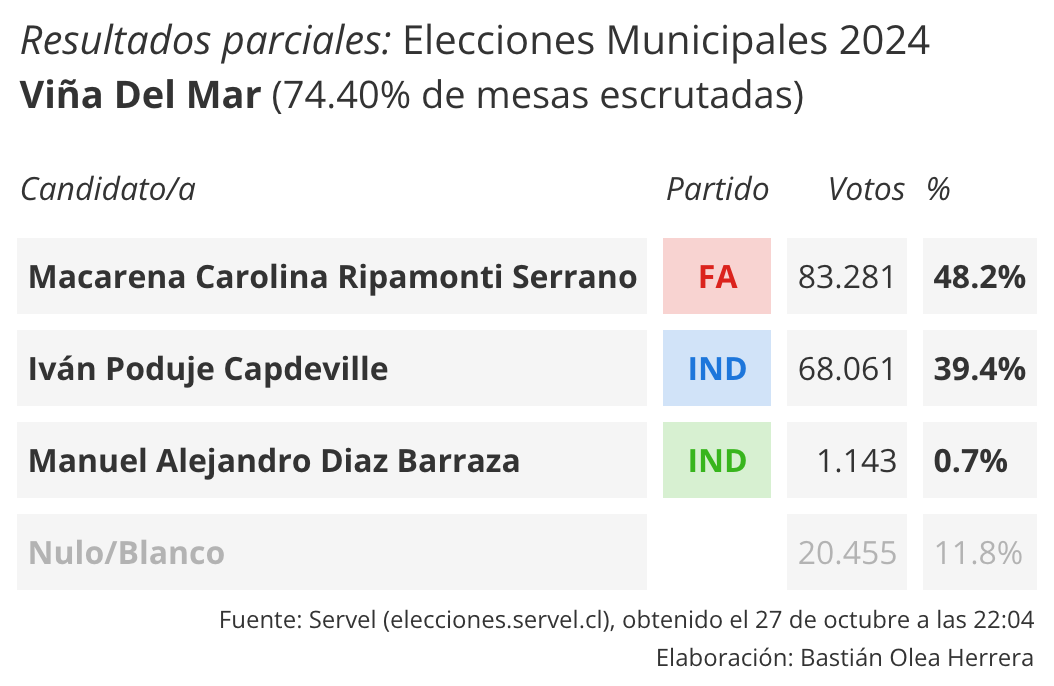 Resultados parciales: Elecciones Municipales 2024
Viña Del Mar (74.40% de mesas escrutadas)
Candidato/a Partido Votos %
Macarena Carolina Ripamonti Serrano FA 83.281 48.2%
Iván Poduje Capdeville IND 68.061 39.4%
Manuel Alejandro Diaz Barraza IND 1.143 0.7%
Nulo/Blanco 20.455 11.8%
Fuente: Servel (elecciones.servel.cl), obtenido el 27 de octubre a las 22:04
Elaboración: Bastián Olea Herrera